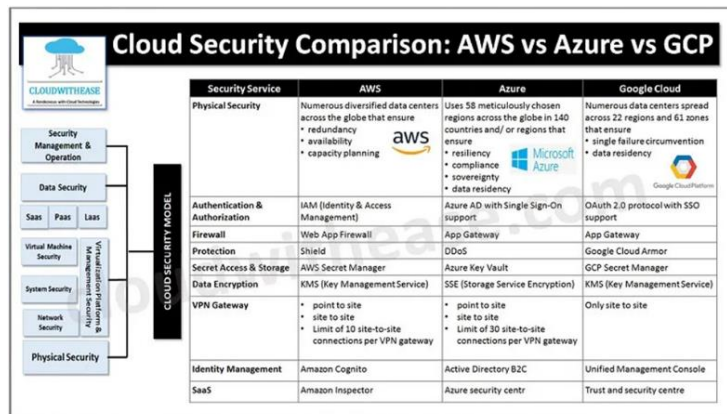 Cloud Security Comparison: AWS vs Azure vs GCP
CLOUDWITHEASE
A Rendezvous with Cloud Technologies
Security
Management &
Operation
Data Security
Saas
Paas
Laas
Virtual Machine
Security
System Security
Network
Security
Virtualization Platform &
Management Security
Physical Security
CLOUD SECURITY MODEL
Security Service
AWS
Azure
Google Cloud
Physical Security
Numerous diversified data centers
across the globe that ensure
• redundancy
• availability
• capacity planning
aws
Uses 58 meticulously chosen
regions across the globe in 140
countries and/ or regions that
ensure
• resiliency
• compliance
• sovereignty
• data residency
Microsoft
Azure
Numerous data centers spread
across 22 regions and 61 zones
that ensure
• single failure circumvention
• data residency
Google Cloud Platform
Authentication &
Authorization
IAM (Identity & Access
Management)
Azure AD with Single Sign-On
support
OAuth 2.0 protocol with SSO
support
Firewall
Web App Firewall
App Gateway
App Gateway
Protection
Shield
DDoS
Google Cloud Armor
Secret Access & Storage
AWS Secret Manager
Azure Key Vault
GCP Secret Manager
Data Encryption
KMS (Key Management Service)
SSE (Storage Service Encryption)
KMS (Key Management Service)
VPN Gateway
• point to site
• site to site
• Limit of 10 site-to-site
connections per VPN gateway
• point to site
• site to site
• Limit of 30 site-to-site
connections per VPN gateway
Only site to site
Identity Management
Amazon Cognito
Active Directory B2C
Unified Management Console
SaaS
Amazon Inspector
Azure security centr
Trust and security centre
cloudwithease.com